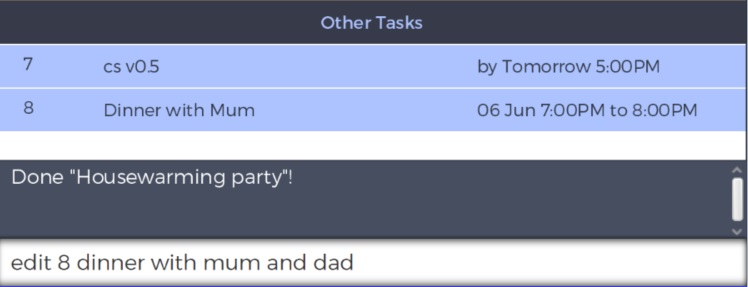 Other Tasks
7 cs v0.5 by Tomorrow 5:00PM
8 Dinner with Mum 06 Jun 7:00PM to 8:00PM
Done "Housewarming party"!
edit 8 dinner with mum and dad